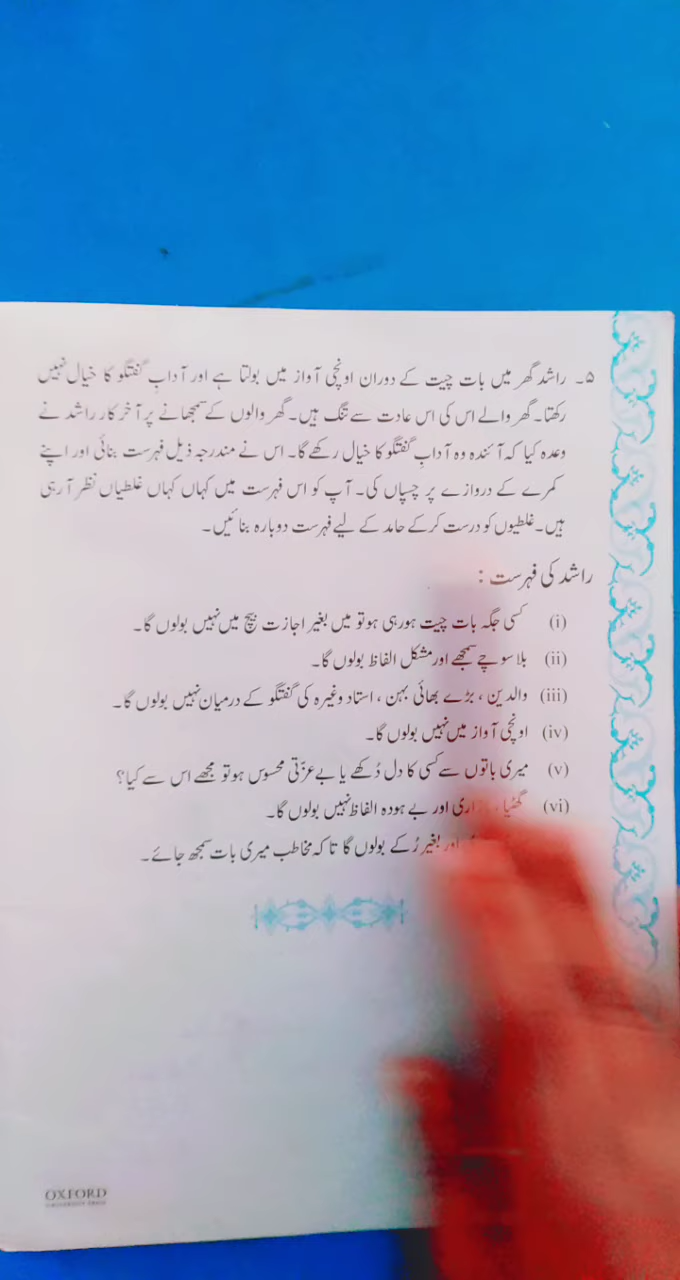 ۵۔ راشد گھر میں بات چیت کے دوران اونچی آواز میں بولتا ہے اور آدابِ گفتگو کا خیال نہیں
رکھتا۔ گھر والے اس کی اس عادت سے تنگ ہیں۔ گھر والوں کے سمجھانے پر آخر کار راشد نے
وعدہ کیا کہ آئندہ وہ آدابِ گفتگو کا خیال رکھے گا۔ اس نے مندرجہ ذیل فہرست بنائی اور اپنے
کمرے کے دروازے پر چسپاں کی۔ آپ کو اس فہرست میں کہاں کہاں غلطیاں نظر آ رہی
ہیں۔ غلطیوں کو درست کرکے حامد کے لیے فہرست دوبارہ بنائیں۔
راشد کی فہرست :
(i) کسی جگہ بات چیت ہو رہی ہو تو میں بغیر اجازت بیچ میں نہیں بولوں گا۔
(ii) بلا سوچے سمجھے اور مشکل الفاظ بولوں گا۔
(iii) والدین ، بڑے بھائی بہن ، استاد وغیرہ کی گفتگو کے درمیان نہیں بولوں گا۔
(iv) اونچی آواز میں نہیں بولوں گا۔
(v) میری باتوں سے کسی کا دل دُکھے یا بے عزّتی محسوس ہو تو مجھے اس سے کیا؟
(vi) گھٹیا، اور بے ہودہ الفاظ نہیں بولوں گا۔
اور بغیر رُکے بولوں گا تا کہ مخاطب میری بات سمجھ جائے۔
OXFORD
UNIVERSITY PRESS